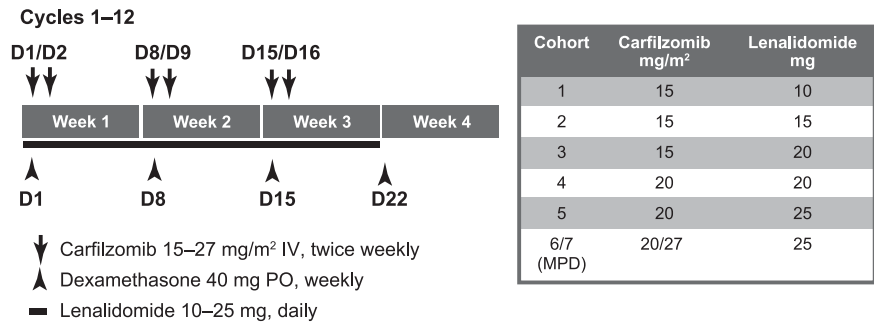 Cycles 1–12
D1/D2 D8/D9 D15/D16
Week 1 Week 2 Week 3 Week 4
D1 D8 D15 D22
Carfilzomib 15–27 mg/m² IV, twice weekly
Dexamethasone 40 mg PO, weekly
Lenalidomide 10–25 mg, daily
Cohort Carfilzomib Lenalidomide
mg/m² mg
1 15 10
2 15 15
3 15 20
4 20 20
5 20 25
6/7 20/27 25
(MPD)